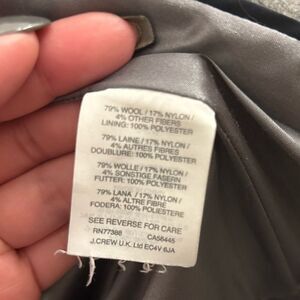 79% WOOL / 17% NYLON /
4% OTHER FIBERS
LINING: 100% POLYESTER
79% LAINE / 17% NYLON /
4% AUTRES FIBRES
DOUBLURE: 100% POLYESTER
79% WOLLE / 17% NYLON /
4% SONSTIGE FASERN
FUTTER: 100% POLYESTER
79% LANA / 17% NYLON /
4% ALTRE FIBRE
FODERA: 100% POLIESTERE
SEE REVERSE FOR CARE
RN77388 CA56445
J.CREW U.K. Ltd EC4V 6JA